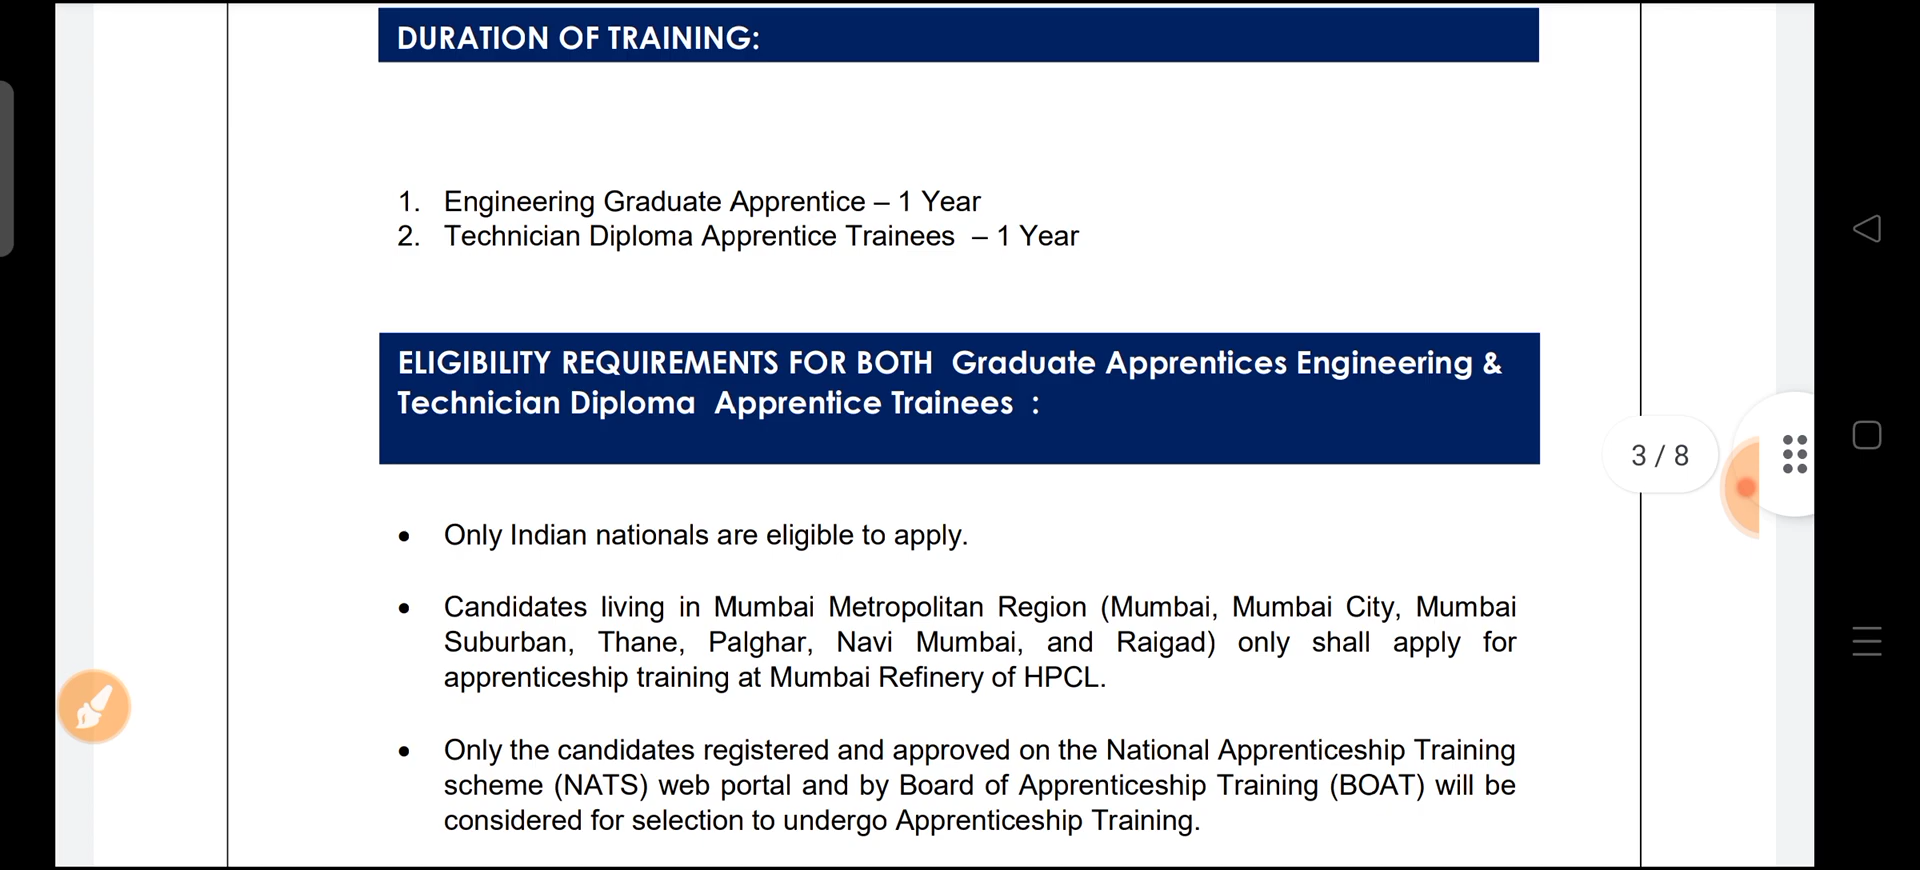 DURATION OF TRAINING:
1. Engineering Graduate Apprentice – 1 Year
2. Technician Diploma Apprentice Trainees – 1 Year
ELIGIBILITY REQUIREMENTS FOR BOTH Graduate Apprentices Engineering &
Technician Diploma Apprentice Trainees :
3 / 8
• Only Indian nationals are eligible to apply.
• Candidates living in Mumbai Metropolitan Region (Mumbai, Mumbai City, Mumbai
Suburban, Thane, Palghar, Navi Mumbai, and Raigad) only shall apply for
apprenticeship training at Mumbai Refinery of HPCL.
• Only the candidates registered and approved on the National Apprenticeship Training
scheme (NATS) web portal and by Board of Apprenticeship Training (BOAT) will be
considered for selection to undergo Apprenticeship Training.